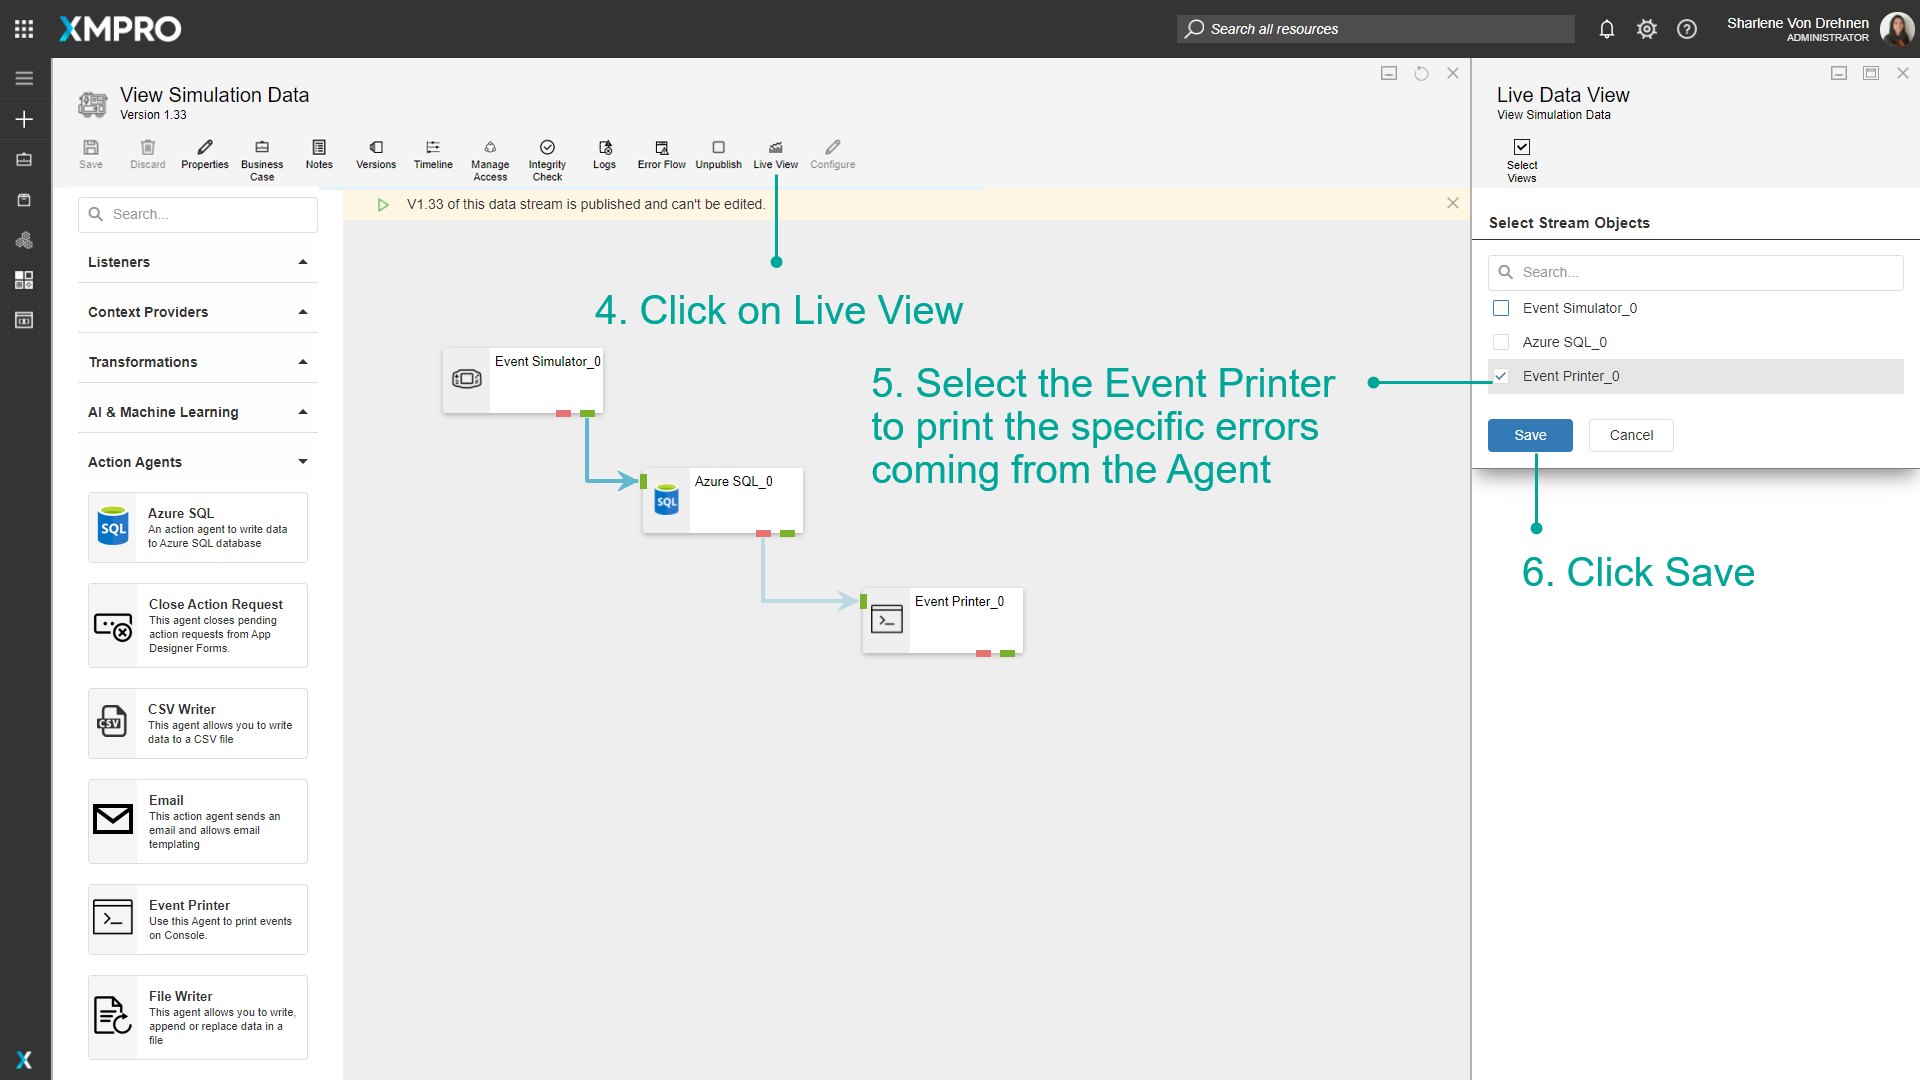 XMPRO
Search all resources
Sharlene Von Drehnen
ADMINISTRATOR
View Simulation Data
Version 1.33
Save
Discard
Properties
Business
Case
Notes
Versions
Timeline
Manage
Access
Integrity
Check
Logs
Error Flow
Unpublish
Live View
Configure
Search...
V1.33 of this data stream is published and can't be edited.
Listeners
Context Providers
Transformations
AI & Machine Learning
Action Agents
Azure SQL
An action agent to write data
to Azure SQL database
SQL
Close Action Request
This agent closes pending
action requests from App
Designer Forms.
CSV Writer
This agent allows you to write
data to a CSV file
CSV
Email
This action agent sends an
email and allows email
templating
Event Printer
Use this Agent to print events
on Console.
File Writer
This agent allows you to write,
append or replace data in a
file
4. Click on Live View
Event Simulator_0
5. Select the Event Printer
to print the specific errors
coming from the Agent
Azure SQL_0
SQL
Event Printer_0
Live Data View
View Simulation Data
Select
Views
Select Stream Objects
Search...
Event Simulator_0
Azure SQL_0
Event Printer_0
Save
Cancel
6. Click Save